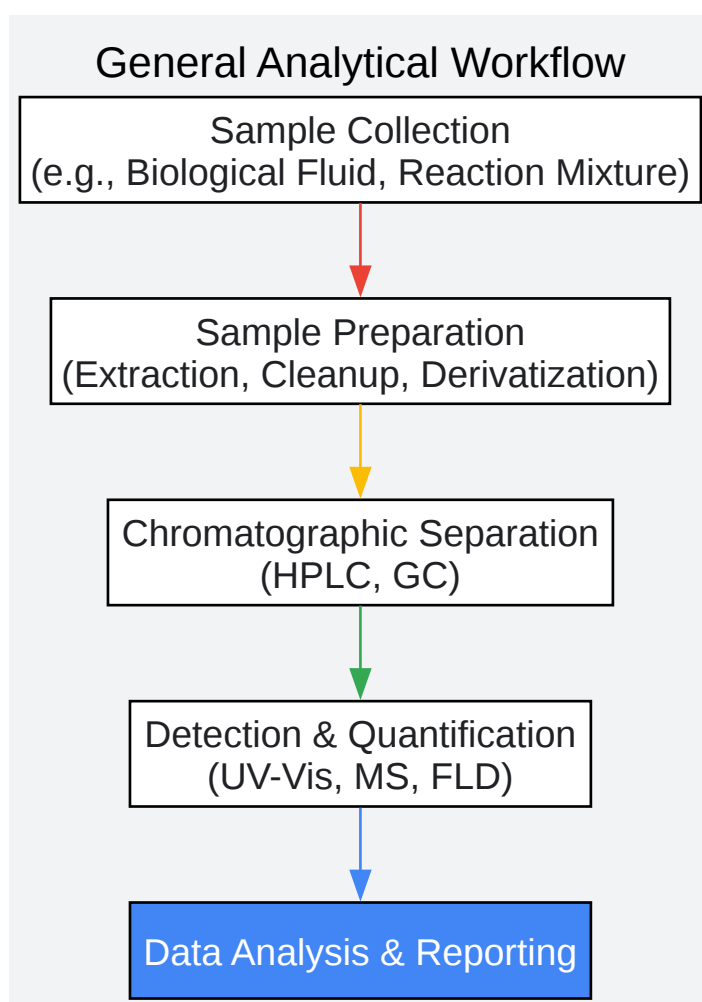 General Analytical Workflow
Sample Collection
(e.g., Biological Fluid, Reaction Mixture)
Sample Preparation
(Extraction, Cleanup, Derivatization)
Chromatographic Separation
(HPLC, GC)
Detection & Quantification
(UV-Vis, MS, FLD)
Data Analysis & Reporting